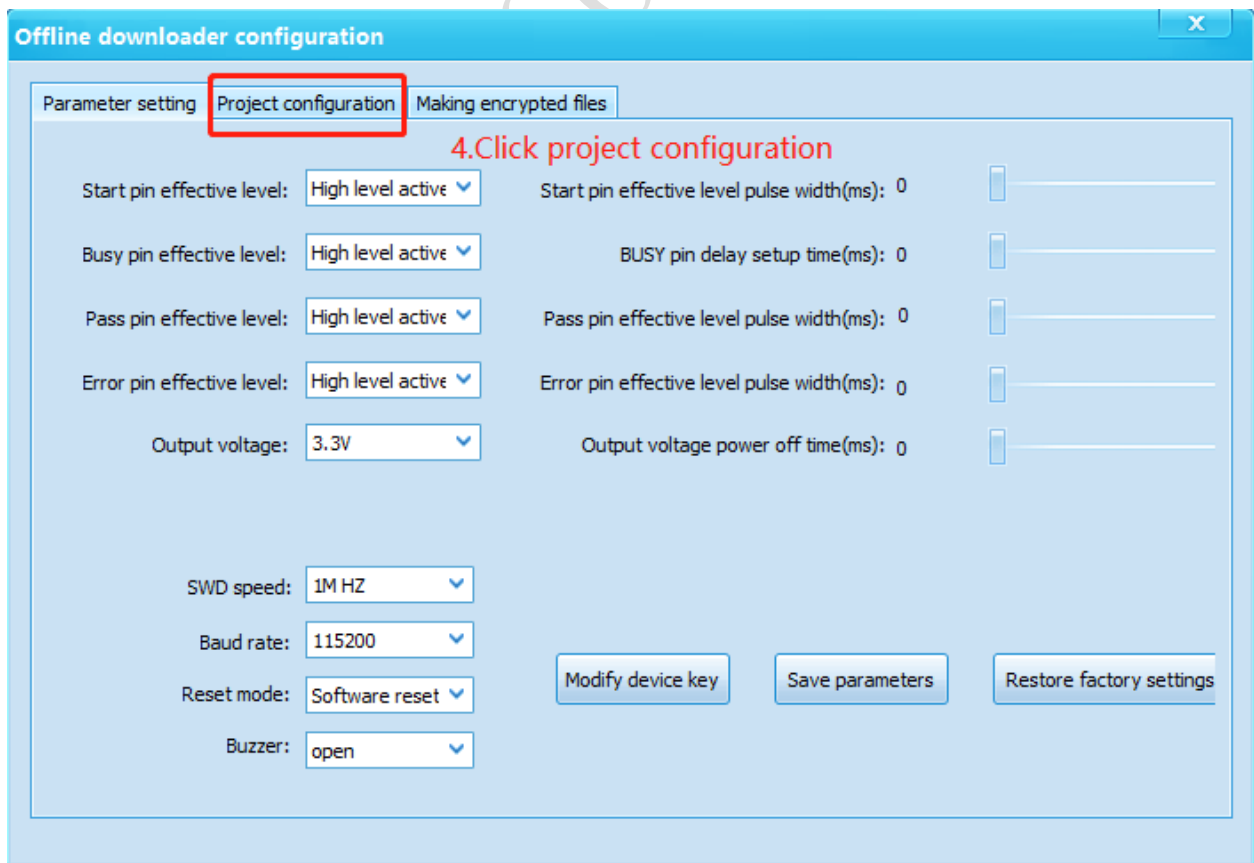 Offline downloader configuration
x
Parameter setting Project configuration Making encrypted files
4.Click project configuration
Start pin effective level: High level active Start pin effective level pulse width(ms): 0
Busy pin effective level: High level active BUSY pin delay setup time(ms): 0
Pass pin effective level: High level active Pass pin effective level pulse width(ms): 0
Error pin effective level: High level active Error pin effective level pulse width(ms): 0
Output voltage: 3.3V Output voltage power off time(ms): 0
SWD speed: 1M HZ
Baud rate: 115200
Reset mode: Software reset
Modify device key Save parameters Restore factory settings
Buzzer: open